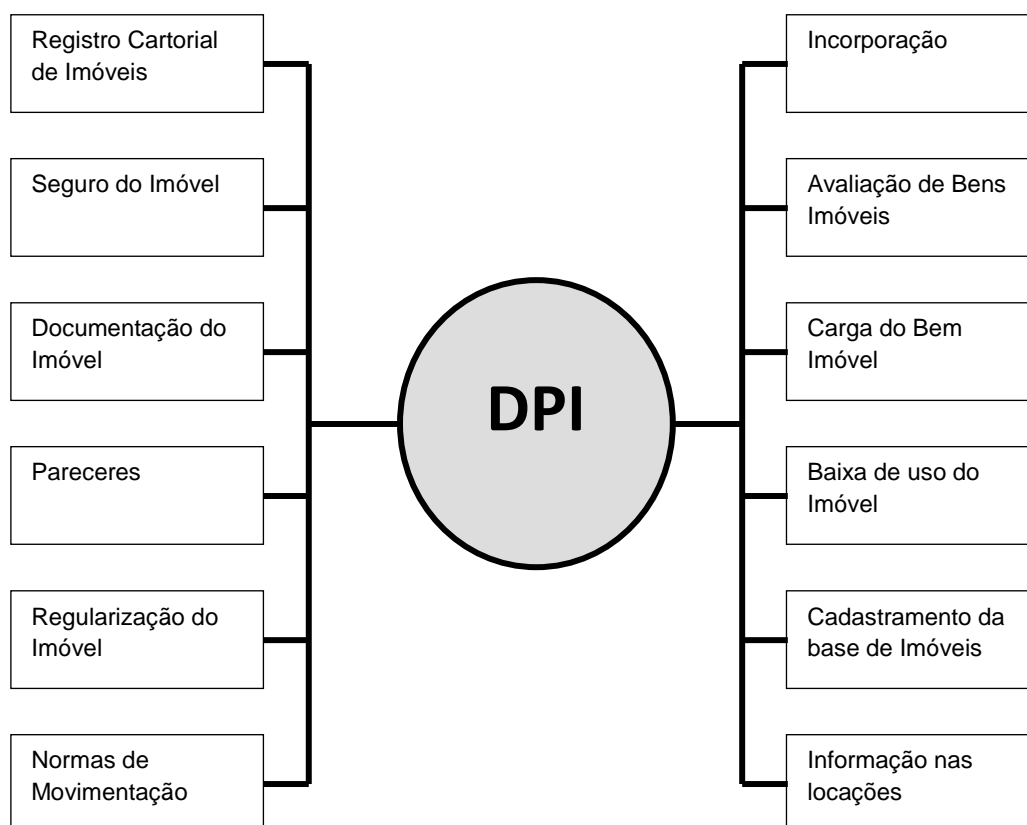 Registro Cartorial
de Imóveis
Seguro do Imóvel
Documentação do
Imóvel
Pareceres
Regularização do
Imóvel
Normas de
Movimentação
DPI
Incorporação
Avaliação de Bens
Imóveis
Carga do Bem
Imóvel
Baixa de uso do
Imóvel
Cadastramento da
base de Imóveis
Informação nas
locações